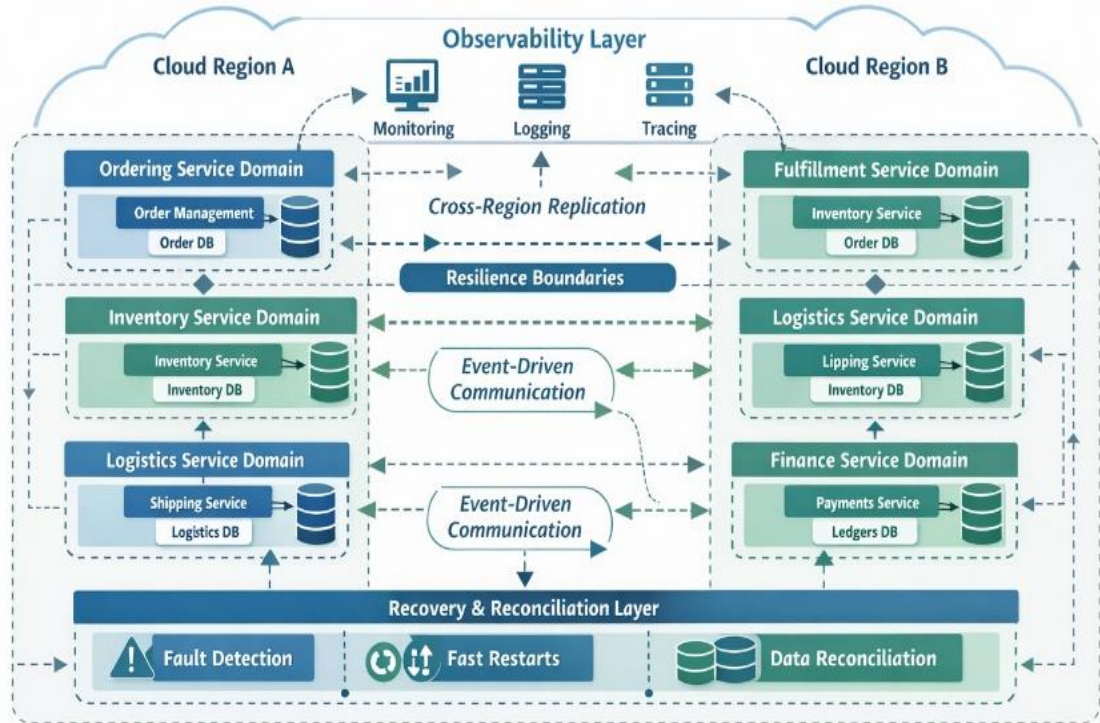 Observability Layer
Cloud Region A
Cloud Region B
Monitoring
Logging
Tracing
Ordering Service Domain
Order Management
Order DB
Cross-Region Replication
Fulfillment Service Domain
Inventory Service
Order DB
Resilience Boundaries
Inventory Service Domain
Inventory Service
Inventory DB
Event-Driven
Communication
Logistics Service Domain
Lipping Service
Inventory DB
Logistics Service Domain
Shipping Service
Logistics DB
Event-Driven
Communication
Finance Service Domain
Payments Service
Ledgers DB
Recovery & Reconciliation Layer
Fault Detection
Fast Restarts
Data Reconciliation